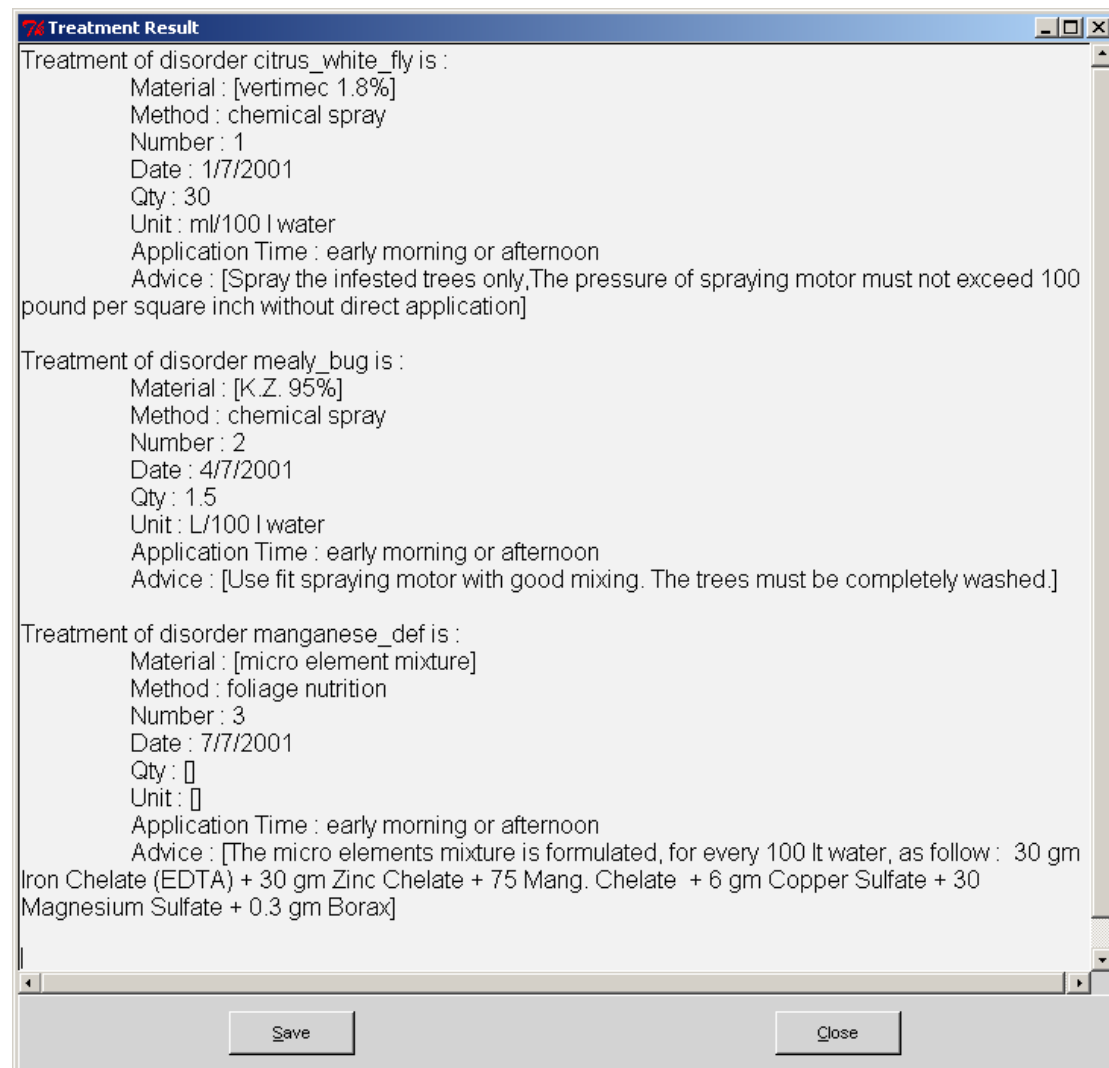 Treatment Result
Treatment of disorder citrus_white_fly is :
Material : [vertimec 1.8%]
Method : chemical spray
Number : 1
Date : 1/7/2001
Qty : 30
Unit : ml/100 l water
Application Time : early morning or afternoon
Advice : [Spray the infested trees only,The pressure of spraying motor must not exceed 100
pound per square inch without direct application]
Treatment of disorder mealy_bug is :
Material : [K.Z. 95%]
Method : chemical spray
Number : 2
Date : 4/7/2001
Qty : 1.5
Unit : L/100 l water
Application Time : early morning or afternoon
Advice : [Use fit spraying motor with good mixing. The trees must be completely washed.]
Treatment of disorder manganese_def is :
Material : [micro element mixture]
Method : foliage nutrition
Number : 3
Date : 7/7/2001
Qty : []
Unit : []
Application Time : early morning or afternoon
Advice : [The micro elements mixture is formulated, for every 100 lt water, as follow :  30 gm
Iron Chelate (EDTA) + 30 gm Zinc Chelate + 75 Mang. Chelate  + 6 gm Copper Sulfate + 30
Magnesium Sulfate + 0.3 gm Borax]
Save Close